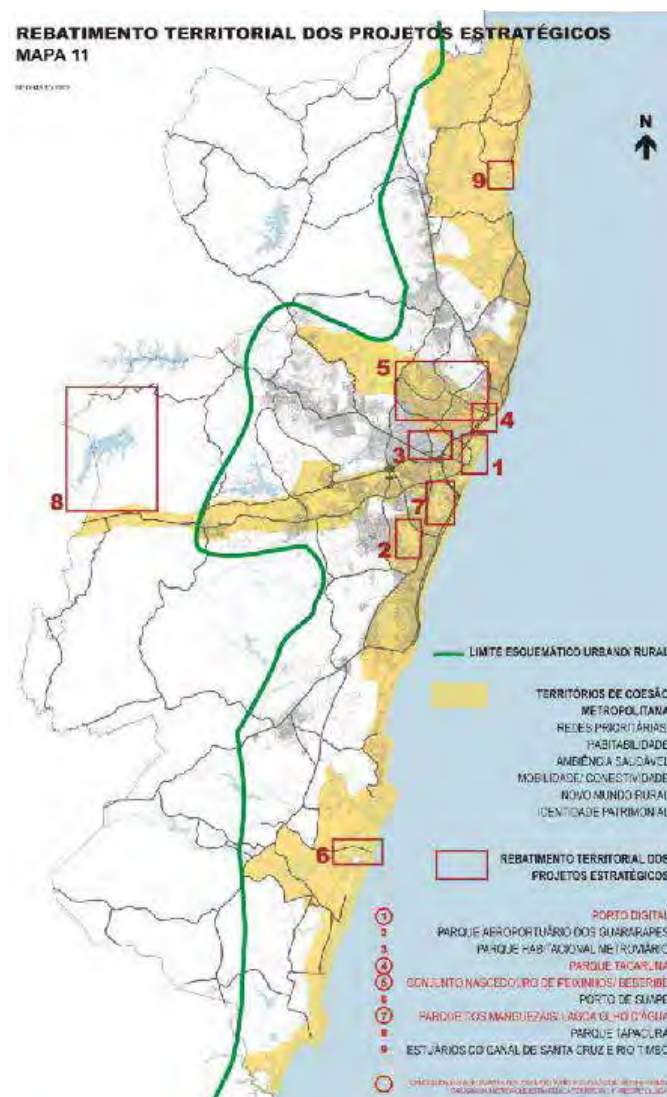 REBATIMENTO TERRITORIAL DOS PROJETOS ESTRATÉGICOS
MAPA 11
N
9
5
4
3
1
8
7
2
LIMITE ESQUEMÁTICO URBANO/ RURAL
TERRITÓRIOS DE COESÃO
METROPOLITANA
REDES PRIORITÁRIAS
HABITABILIDADE
AMBIÊNCIA SAUDÁVEL
MOBILIDADE/ CONECTIVIDADE
NOVO MUNDO RURAL
IDENTIDADE PATRIMONIAL
6
REBATIMENTO TERRITORIAL DOS
PROJETOS ESTRATÉGICOS
1 PORTO DIGITAL
2 PARQUE AEROPORTUÁRIO DOS GUARARAPES
3 PARQUE HABITACIONAL METROVIÁRIO
4 PARQUE TACARUNA
5 CONJUNTO NASCEDOURO DE PEIXINHOS/ BEBERIBE
6 PORTO DE SUAPE
7 PARQUE DOS MANGUEZAIS/ LAGOA OLHO D'ÁGUA
8 PARQUE TAPACURÁ
9 ESTUÁRIOS DO CANAL DE SANTA CRUZ E RIO TIMBÓ